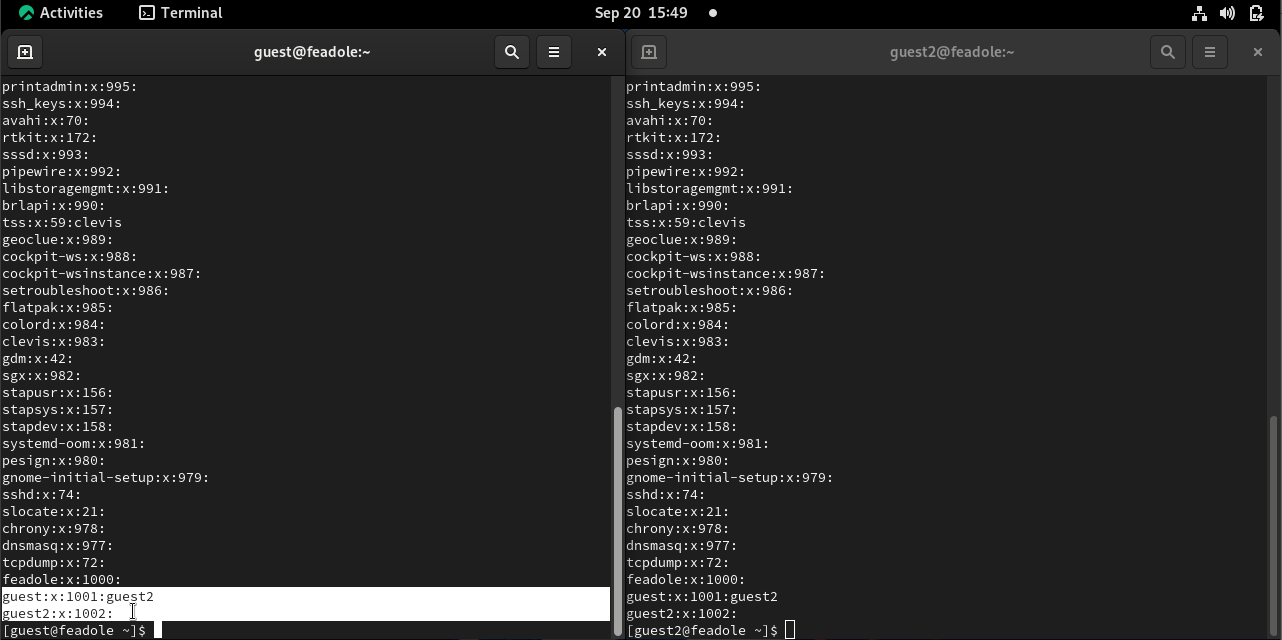 Activities Terminal Sep 20 15:49
guest@feadole:~
printadmin:x:995:
ssh_keys:x:994:
avahi:x:70:
rtkit:x:172:
sssd:x:993:
pipewire:x:992:
libstoragemgmt:x:991:
brlapi:x:990:
tss:x:59:clevis
geoclue:x:989:
cockpit-ws:x:988:
cockpit-wsinstance:x:987:
setroubleshoot:x:986:
flatpak:x:985:
colord:x:984:
clevis:x:983:
gdm:x:42:
sgx:x:982:
stapusr:x:156:
stapsys:x:157:
stapdev:x:158:
systemd-oom:x:981:
pesign:x:980:
gnome-initial-setup:x:979:
sshd:x:74:
slocate:x:21:
chrony:x:978:
dnsmasq:x:977:
tcpdump:x:72:
feadole:x:1000:
guest:x:1001:guest2
guest2:x:1002:
[guest@feadole ~]$
guest2@feadole:~
printadmin:x:995:
ssh_keys:x:994:
avahi:x:70:
rtkit:x:172:
sssd:x:993:
pipewire:x:992:
libstoragemgmt:x:991:
brlapi:x:990:
tss:x:59:clevis
geoclue:x:989:
cockpit-ws:x:988:
cockpit-wsinstance:x:987:
setroubleshoot:x:986:
flatpak:x:985:
colord:x:984:
clevis:x:983:
gdm:x:42:
sgx:x:982:
stapusr:x:156:
stapsys:x:157:
stapdev:x:158:
systemd-oom:x:981:
pesign:x:980:
gnome-initial-setup:x:979:
sshd:x:74:
slocate:x:21:
chrony:x:978:
dnsmasq:x:977:
tcpdump:x:72:
feadole:x:1000:
guest:x:1001:guest2
guest2:x:1002:
[guest2@feadole ~]$